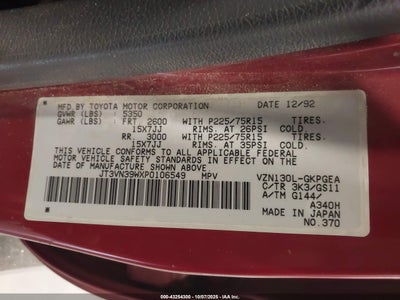 MFD. BY TOYOTA MOTOR CORPORATION DATE 12/92
GVWR (LBS) 5350
GAWR (LBS) FRT 2600 WITH P225/75R15 TIRES.
15X7JJ RIMS. AT 26PSI COLD.
RR. 3000 WITH P225/75R15 TIRES.
15X7JJ RIMS. AT 35PSI COLD.
THIS VEHICLE CONFORMS TO ALL APPLICABLE FEDERAL MOTOR
VEHICLE SAFETY STANDARDS IN EFFECT ON THE
DATE OF MANUFACTURE SHOWN ABOVE.
JT3VN39WXP0106549 MPV VZN130L-GKPGEA
C/TR 3K3/GS11
A/TM G144/
A340H
MADE IN JAPAN
NO.370
000-43254300 - 10/07/2025 - COPYRIGHT © IAA, LLC